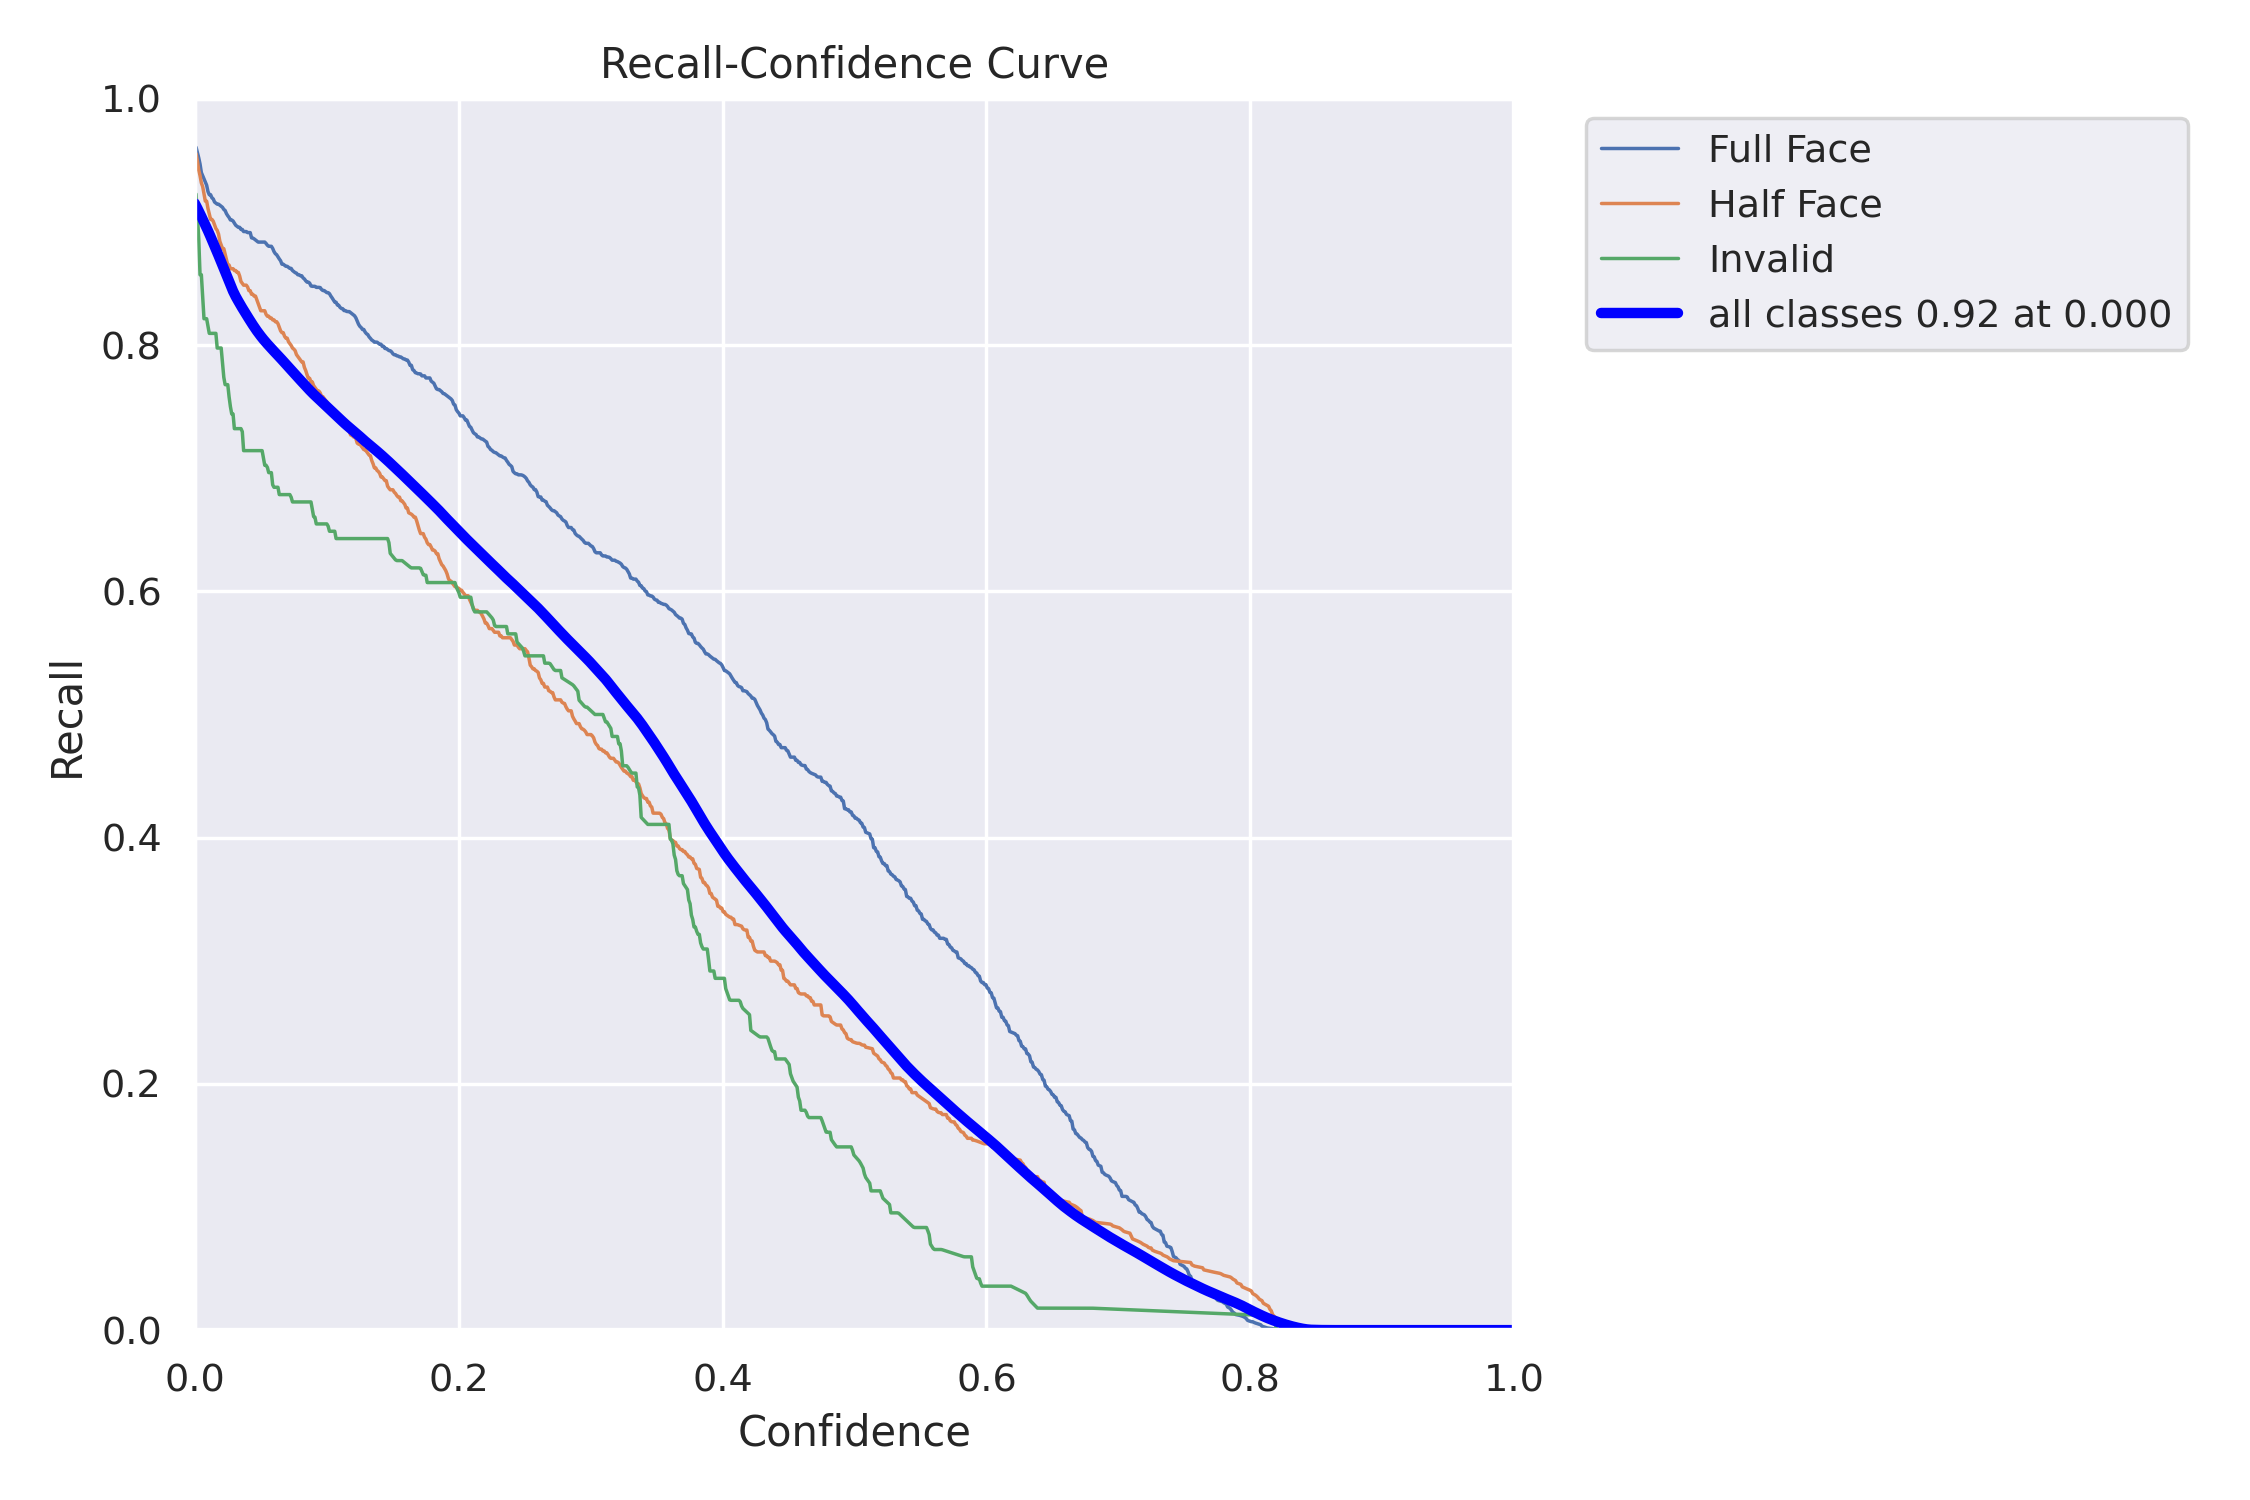 Recall-Confidence Curve
1.0
0.8
0.6
0.4
0.2
0.0
Recall
0.0 0.2 0.4 0.6 0.8 1.0
Confidence
Full Face
Half Face
Invalid
all classes 0.92 at 0.000